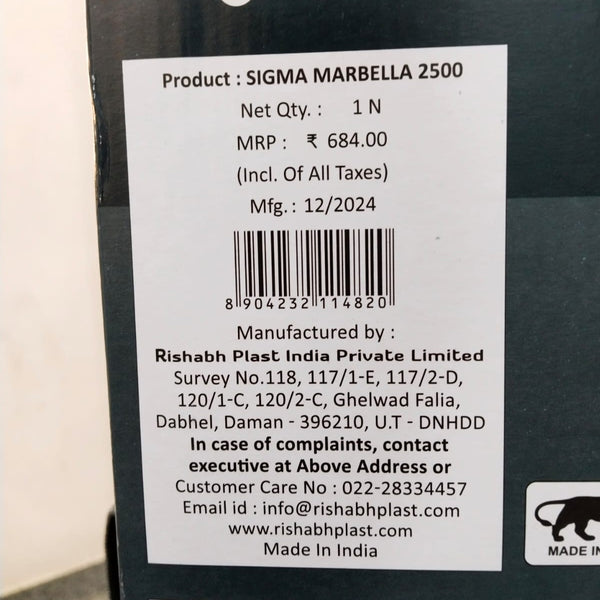 Product : SIGMA MARBELLA 2500
Net Qty. : 1 N
MRP : ₹ 684.00
(Incl. Of All Taxes)
Mfg. : 12/2024
8 904232 114820
Manufactured by :
Rishabh Plast India Private Limited
Survey No.118, 117/1-E, 117/2-D,
120/1-C, 120/2-C, Ghelwad Falia,
Dabhel, Daman - 396210, U.T - DNHDD
In case of complaints, contact
executive at Above Address or
Customer Care No : 022-28334457
Email id : info@rishabhplast.com
www.rishabhplast.com
Made In India
MADE IN